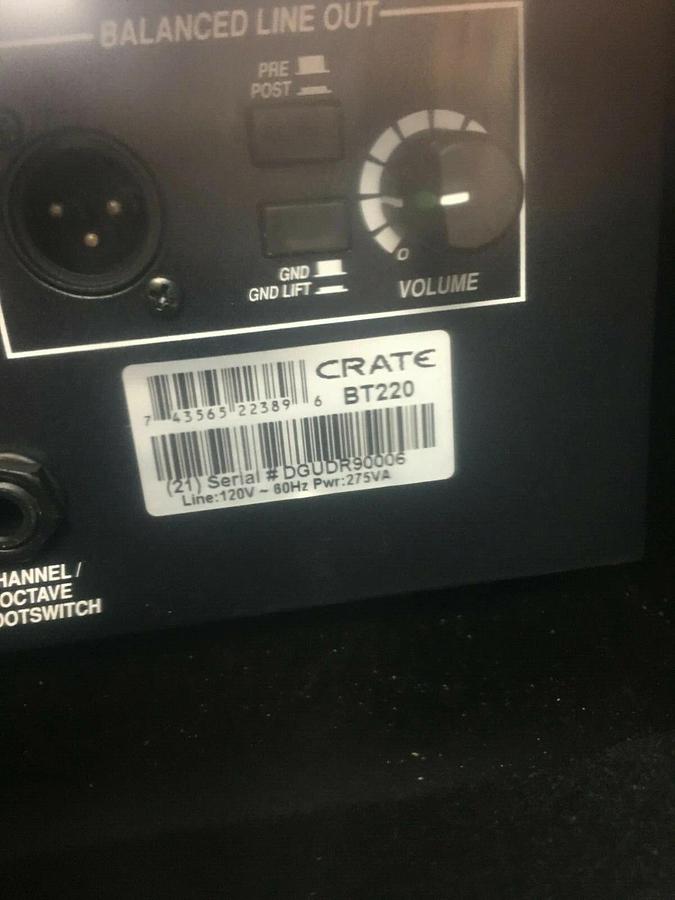 BALANCED LINE OUT
PRE
POST
GND
GND LIFT
0
VOLUME
CRATE
BT220
7 43565 22389 6
(21) Serial # DGUDR90006
Line:120V ~ 60Hz Pwr:275VA
HANNEL /
OCTAVE
OOTSWITCH